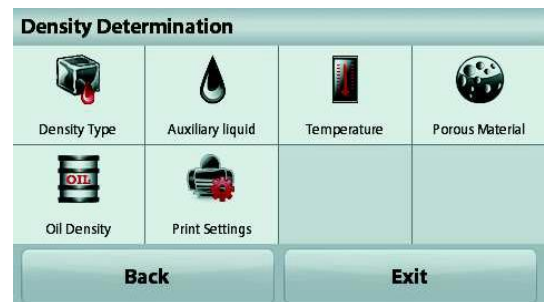 Density Determination
Density Type Auxiliary liquid Temperature Porous Material
OIL
Oil Density Print Settings
Back Exit